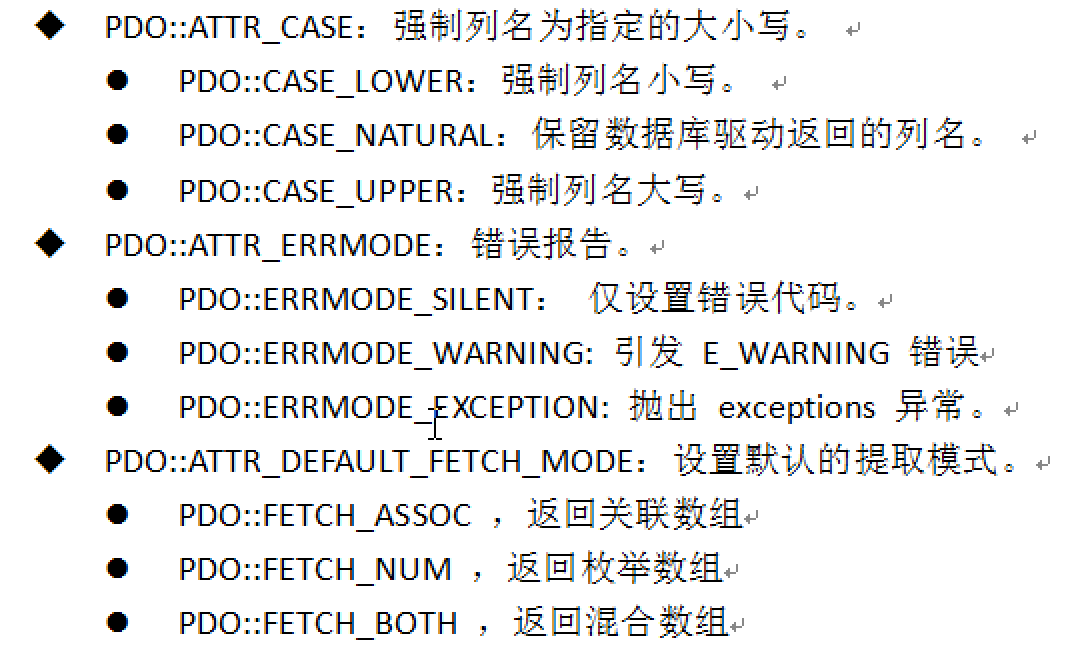 ◆ PDO::ATTR_CASE：强制列名为指定的大小写。
● PDO::CASE_LOWER：强制列名小写。
● PDO::CASE_NATURAL：保留数据库驱动返回的列名。
● PDO::CASE_UPPER：强制列名大写。
◆ PDO::ATTR_ERRMODE：错误报告。
● PDO::ERRMODE_SILENT： 仅设置错误代码。
● PDO::ERRMODE_WARNING: 引发 E_WARNING 错误
● PDO::ERRMODE_EXCEPTION: 抛出 exceptions 异常。
◆ PDO::ATTR_DEFAULT_FETCH_MODE：设置默认的提取模式。
● PDO::FETCH_ASSOC ，返回关联数组
● PDO::FETCH_NUM ，返回枚举数组
● PDO::FETCH_BOTH ，返回混合数组